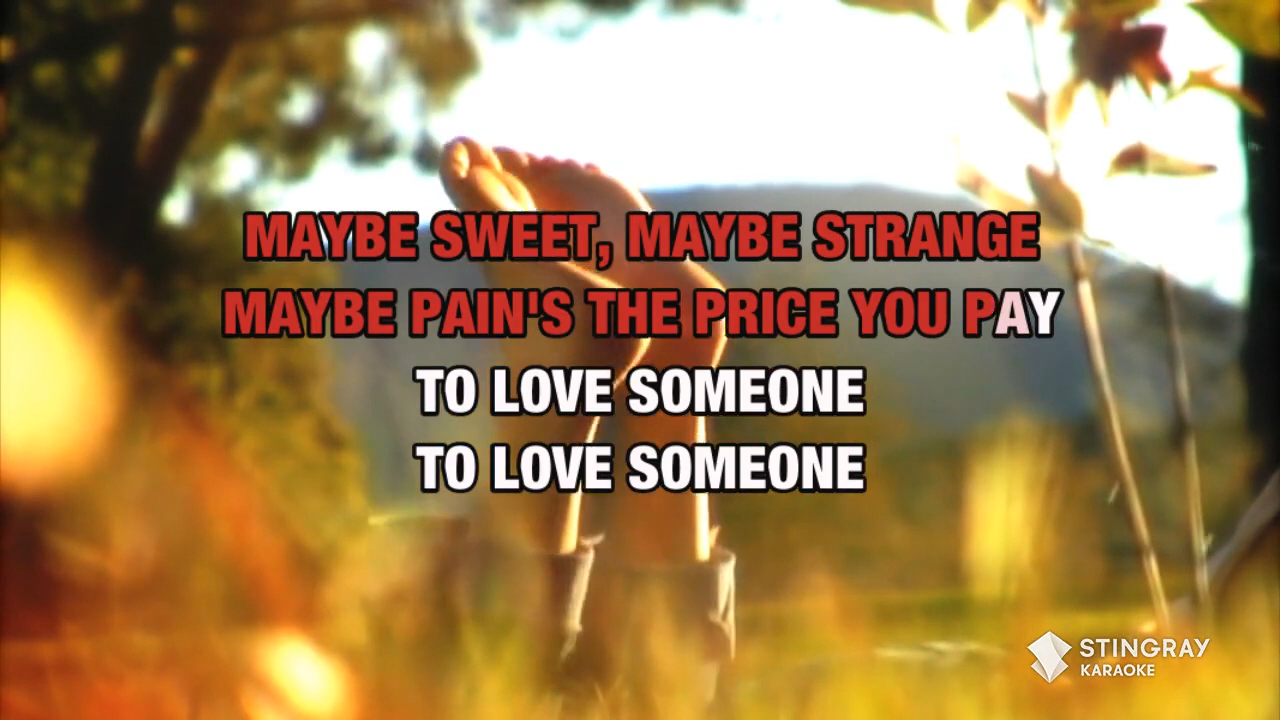 MAYBE SWEET, MAYBE STRANGE
MAYBE PAIN'S THE PRICE YOU PAY
TO LOVE SOMEONE
TO LOVE SOMEONE
STINGRAY
KARAOKE